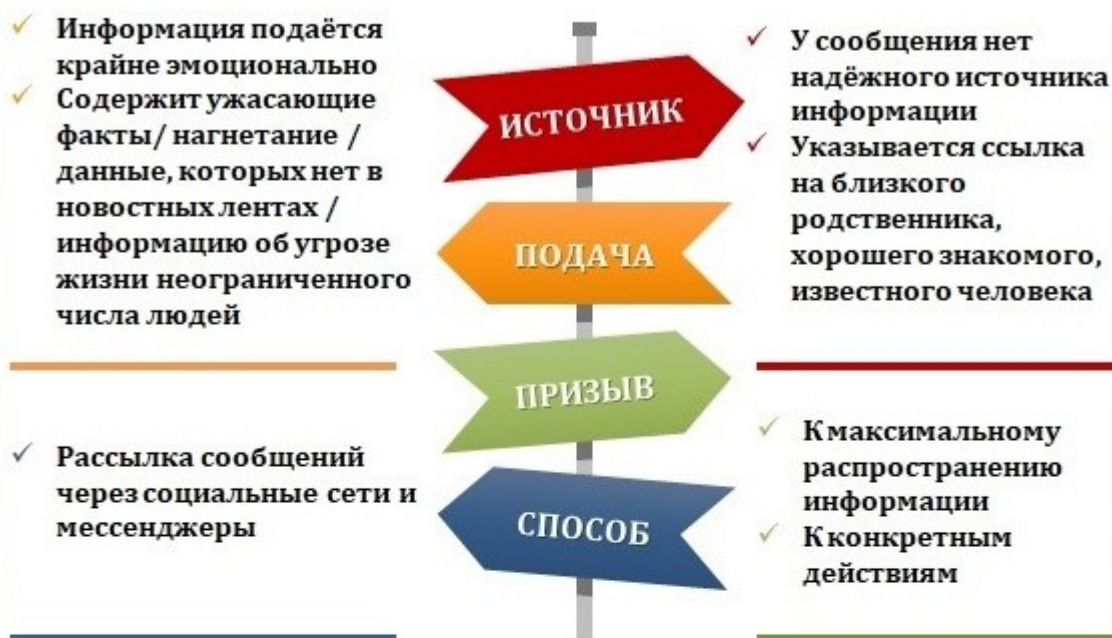 Информация подаётся
крайне эмоционально
Содержит ужасающие
факты/ нагнетание /
данные, которых нет в
новостных лентах /
информацию об угрозе
жизни неограниченного
числа людей
ИСТОЧНИК
У сообщения нет
надёжного источника
информации
Указывается ссылка
на близкого
родственника,
хорошего знакомого,
известного человека
ПОДАЧА
ПРИЗЫВ
Рассылка сообщений
через социальные сети и
мессенджеры
СПОСОБ
К максимальному
распространению
информации
К конкретным
действиям